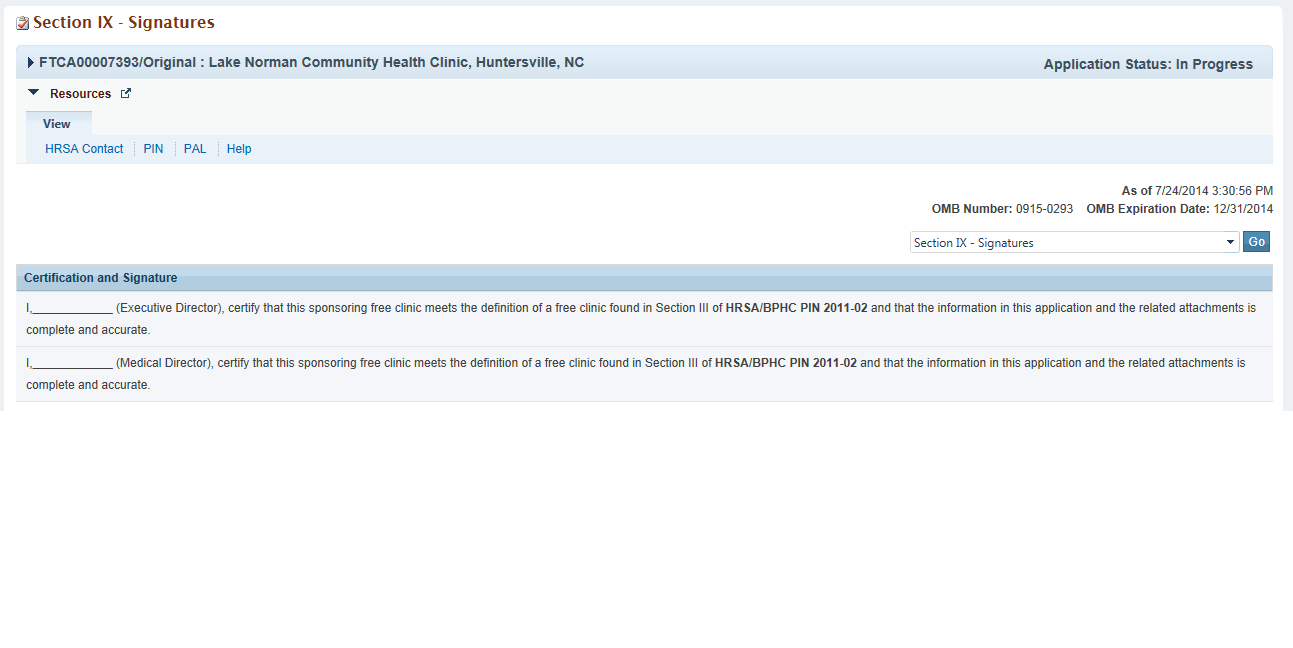 Section IX - Signatures
FTCA00007393/Original : Lake Norman Community Health Clinic, Huntersville, NC
Application Status: In Progress
Resources
View
HRSA Contact PIN PAL Help
As of 7/24/2014 3:30:56 PM
OMB Number: 0915-0293 OMB Expiration Date: 12/31/2014
Section IX - Signatures Go
Certification and Signature
I,____________ (Executive Director), certify that this sponsoring free clinic meets the definition of a free clinic found in Section III of HRSA/BPHC PIN 2011-02 and that the information in this application and the related attachments is
complete and accurate.
I,____________ (Medical Director), certify that this sponsoring free clinic meets the definition of a free clinic found in Section III of HRSA/BPHC PIN 2011-02 and that the information in this application and the related attachments is
complete and accurate.